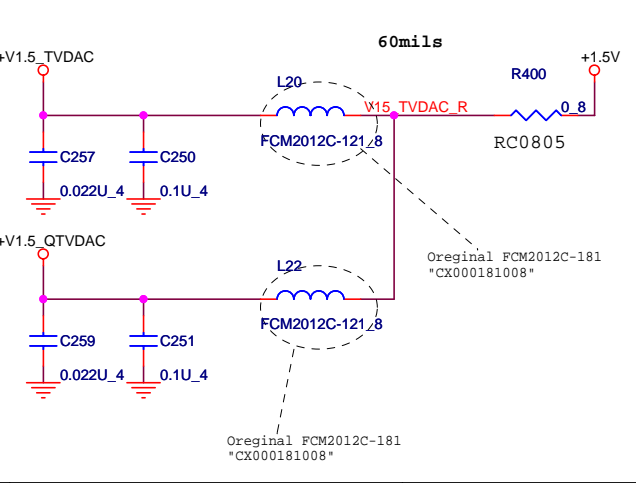 60mils
+V1.5_TVDAC
+1.5V
L20
R400
V15_TVDAC_R
0_8
FCM2012C-121_8
RC0805
C257
C250
0.022U_4
0.1U_4
+V1.5_QTVDAC
Oreginal FCM2012C-181
"CX000181008"
L22
FCM2012C-121_8
C259
C251
0.022U_4
0.1U_4
Oreginal FCM2012C-181
"CX000181008"